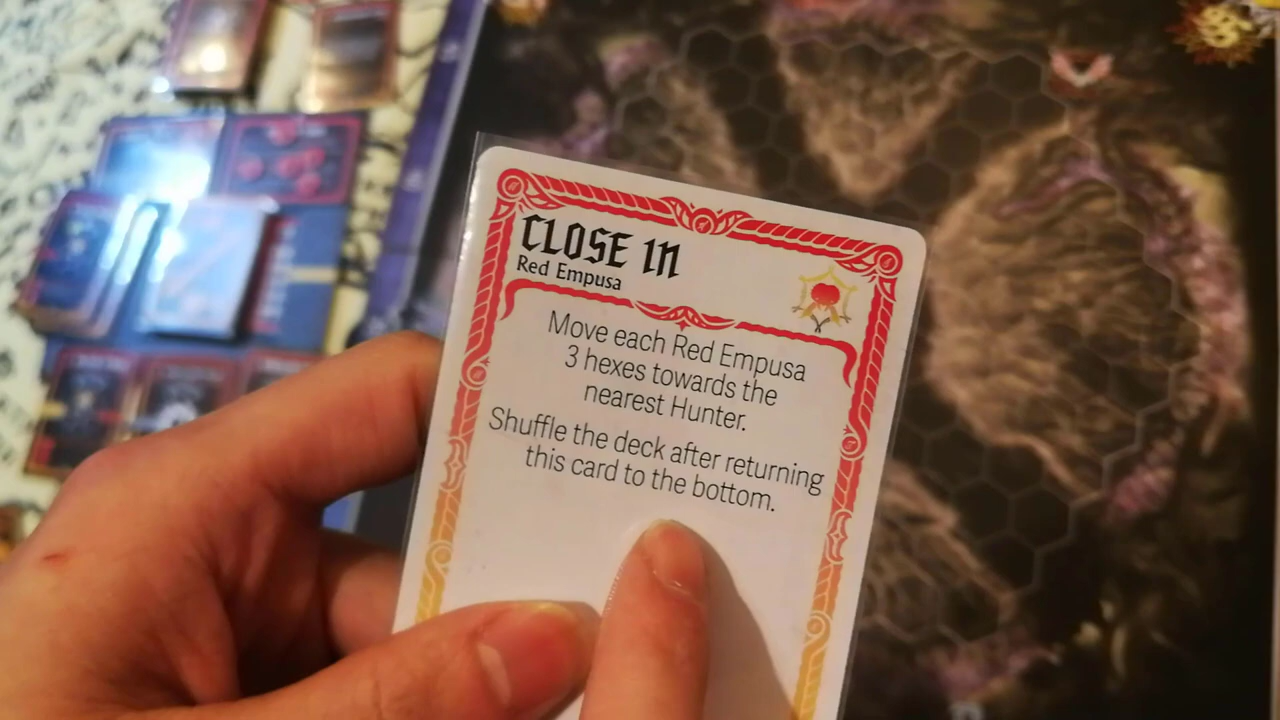 CLOSE IN
Red Empusa
Move each Red Empusa
3 hexes towards the
nearest Hunter.
Shuffle the deck after returning
this card to the bottom.